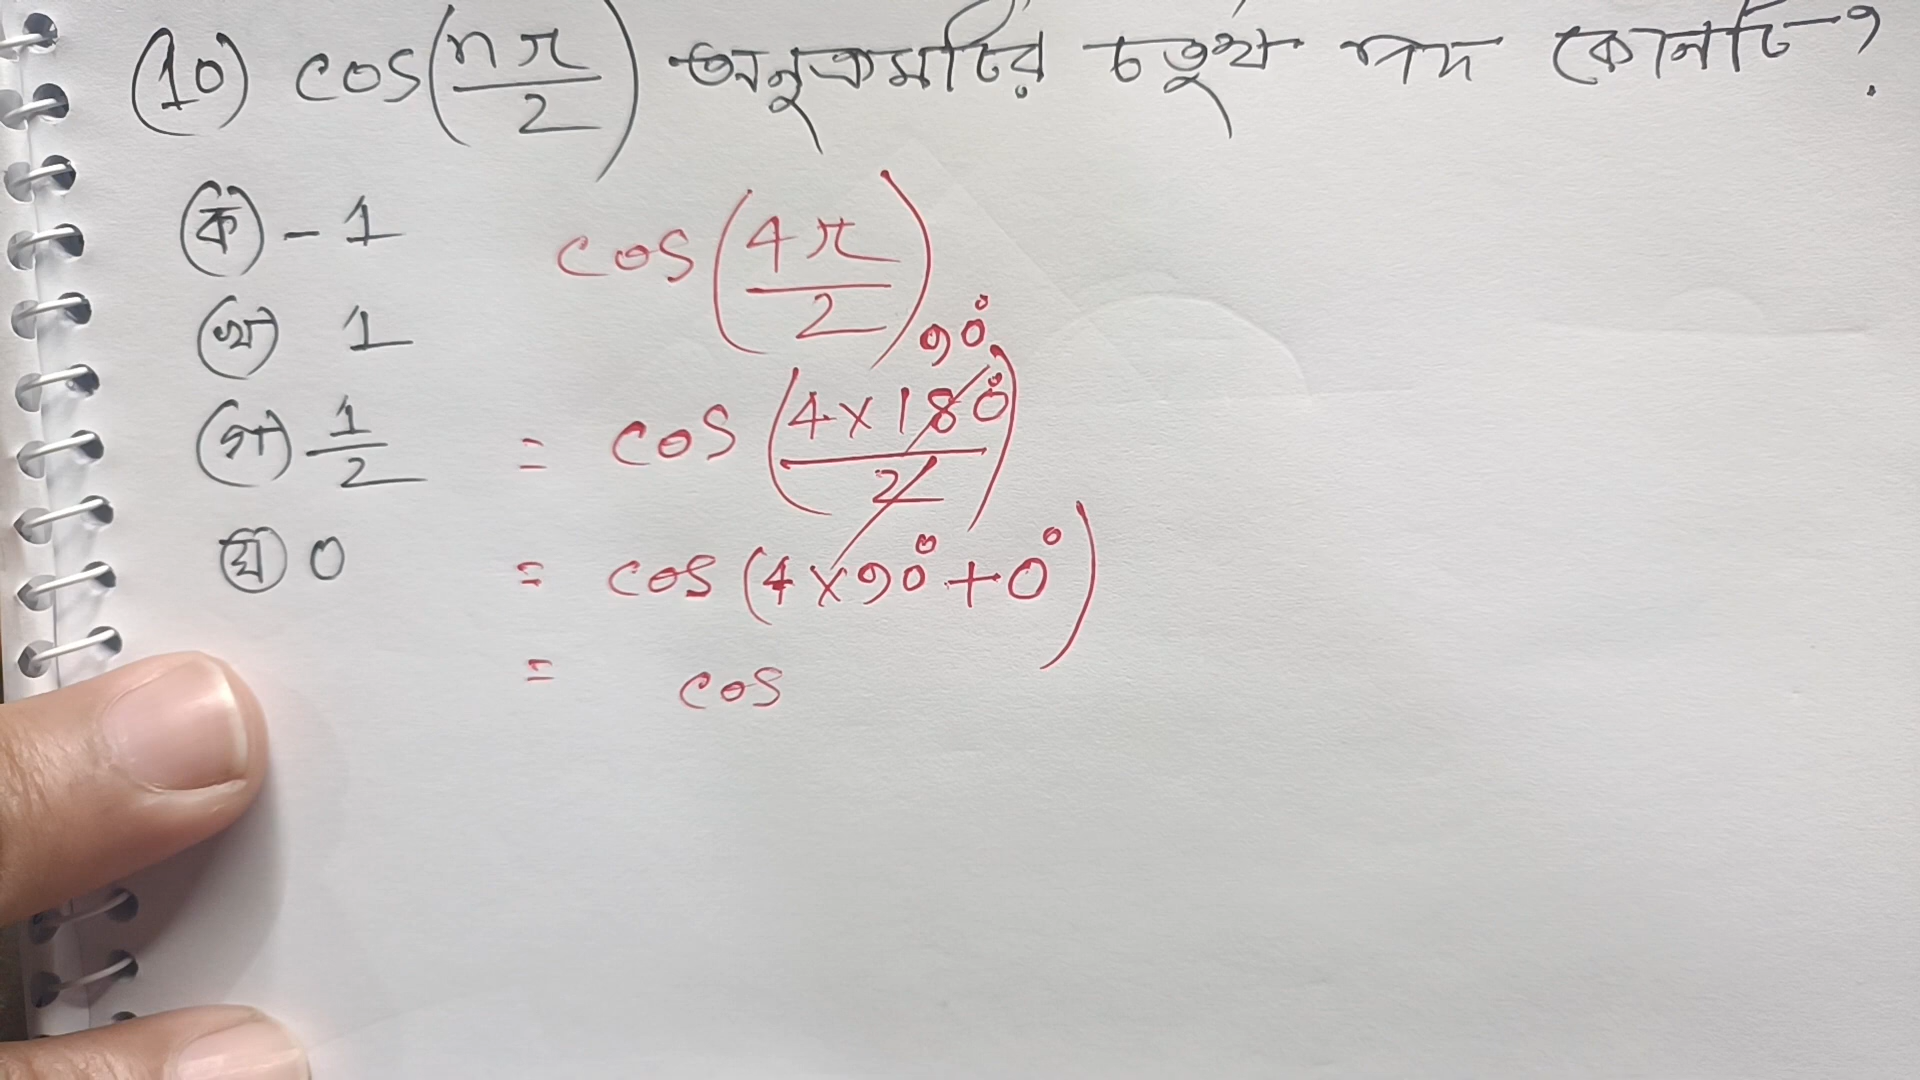 (10) cos(nπ/2) অনুক্রমটির চতুর্থ পদ কোনটি?
(ক) - 1
(খ) 1
(গ) 1/2
(ঘ) 0
cos(4π/2)
90°
= cos(4×180°/2)
= cos(4×90°+0°)
= cos